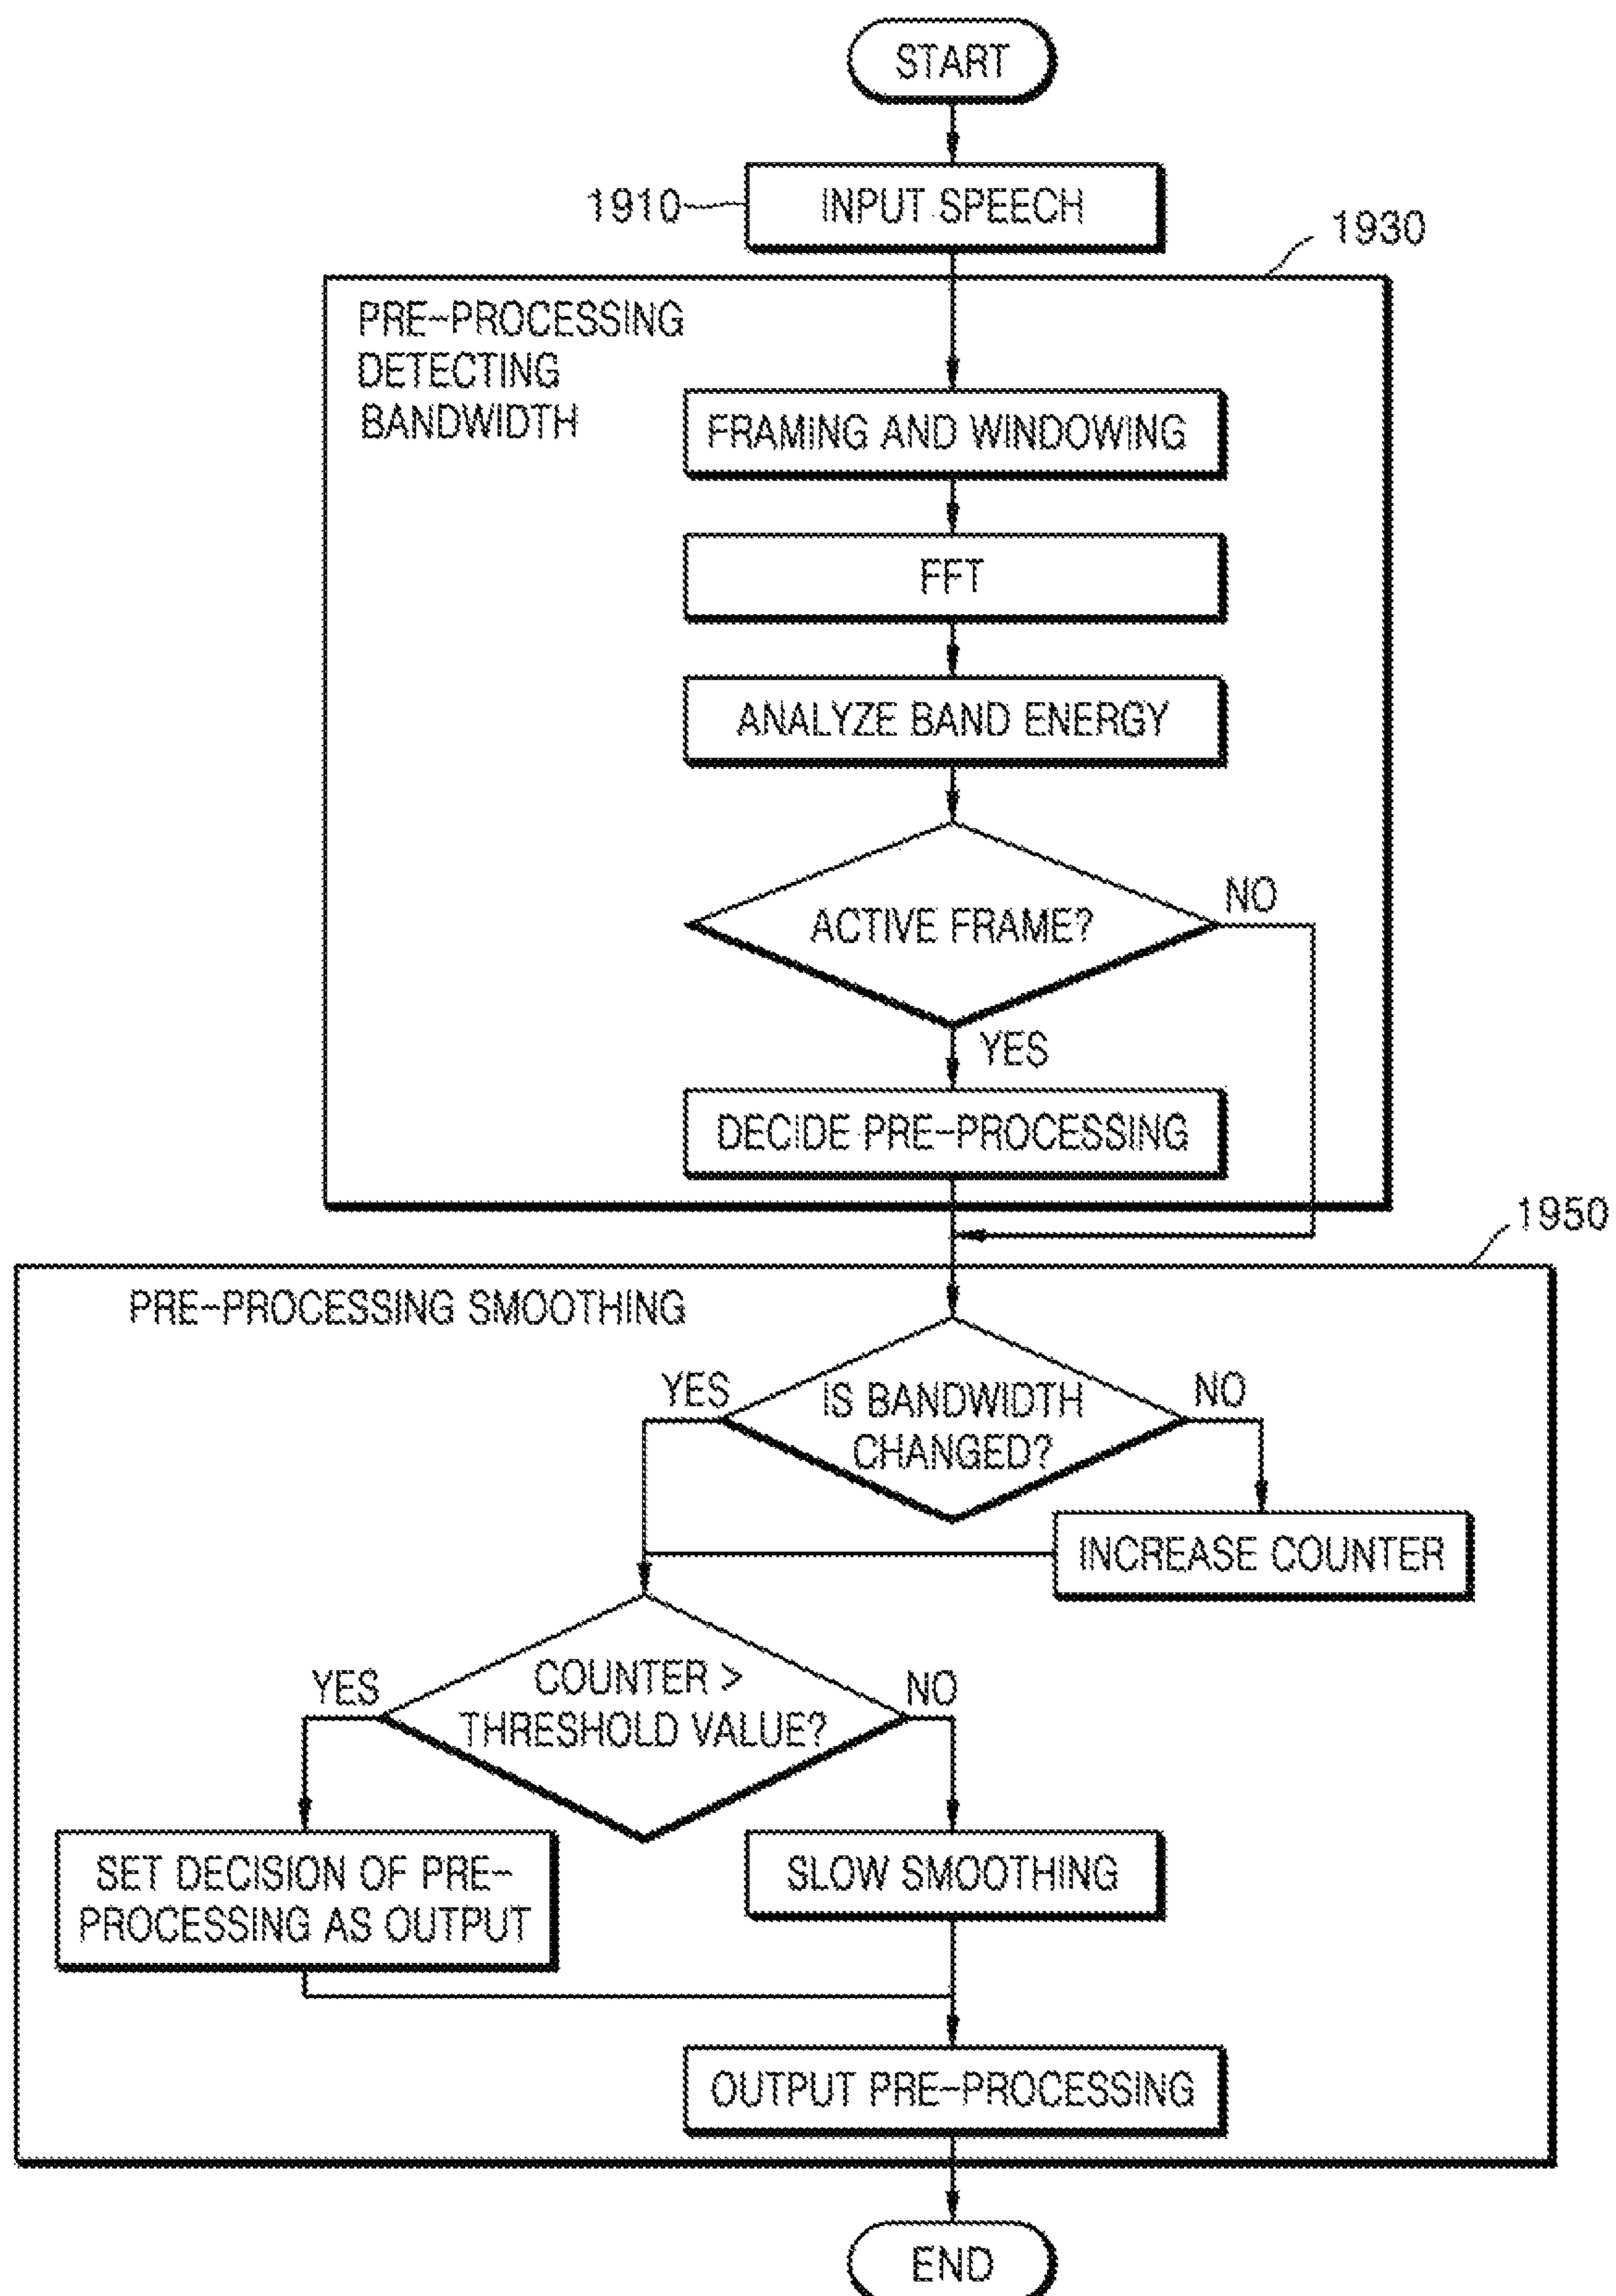 START
1910
INPUT SPEECH
1930
PRE-PROCESSING
DETECTING
BANDWIDTH
FRAMING AND WINDOWING
FFT
ANALYZE BAND ENERGY
ACTIVE FRAME?
NO
YES
DECIDE PRE-PROCESSING
1950
PRE-PROCESSING SMOOTHING
YES
IS BANDWIDTH
CHANGED?
NO
INCREASE COUNTER
YES
COUNTER >
THRESHOLD VALUE?
NO
SET DECISION OF PRE-
PROCESSING AS OUTPUT
SLOW SMOOTHING
OUTPUT PRE-PROCESSING
END